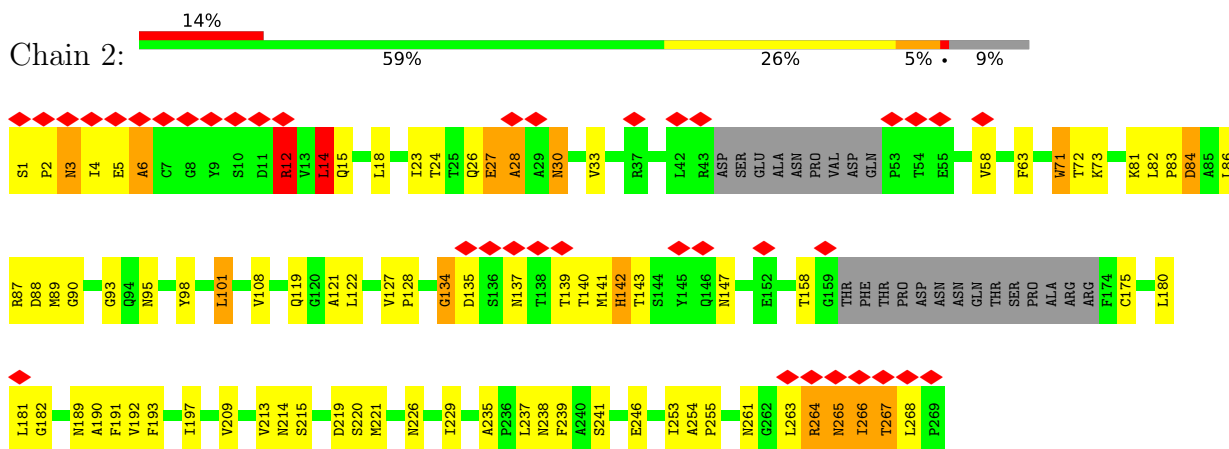 14%
Chain 2:
59% 26% 5% • 9%
S1 P2 N3 I4 E5 A6 C7 G8 Y9 S10 D11 R12 V13 L14 Q15 L18 I23 T24 T25 Q26 E27 A28 A29 N30 V33 R37 L42 R43 ASP SER GLU ALA ASN PRO VAL ASP GLN P53 T54 E55 V58 F63 W71 T72 K73 K81 L82 P83 D84 A85 L86
R87 D88 M89 G90 G93 Q94 N95 Y98 L101 V108 Q119 G120 A121 L122 V127 P128 G134 D135 S136 N137 T138 T139 T140 M141 H142 T143 S144 Y145 Q146 N147 E152 T158 G159 THR PHE THR PRO ASP ASN ASN GLN THR SER PRO ALA ARG ARG F174 C175 L180
L181 G182 N189 A190 F191 V192 F193 I197 V209 V213 N214 S215 D219 S220 M221 N226 I229 A235 P236 L237 N238 F239 A240 S241 E246 I253 A254 P255 N261 G262 L263 R264 N265 I266 T267 L268 P269